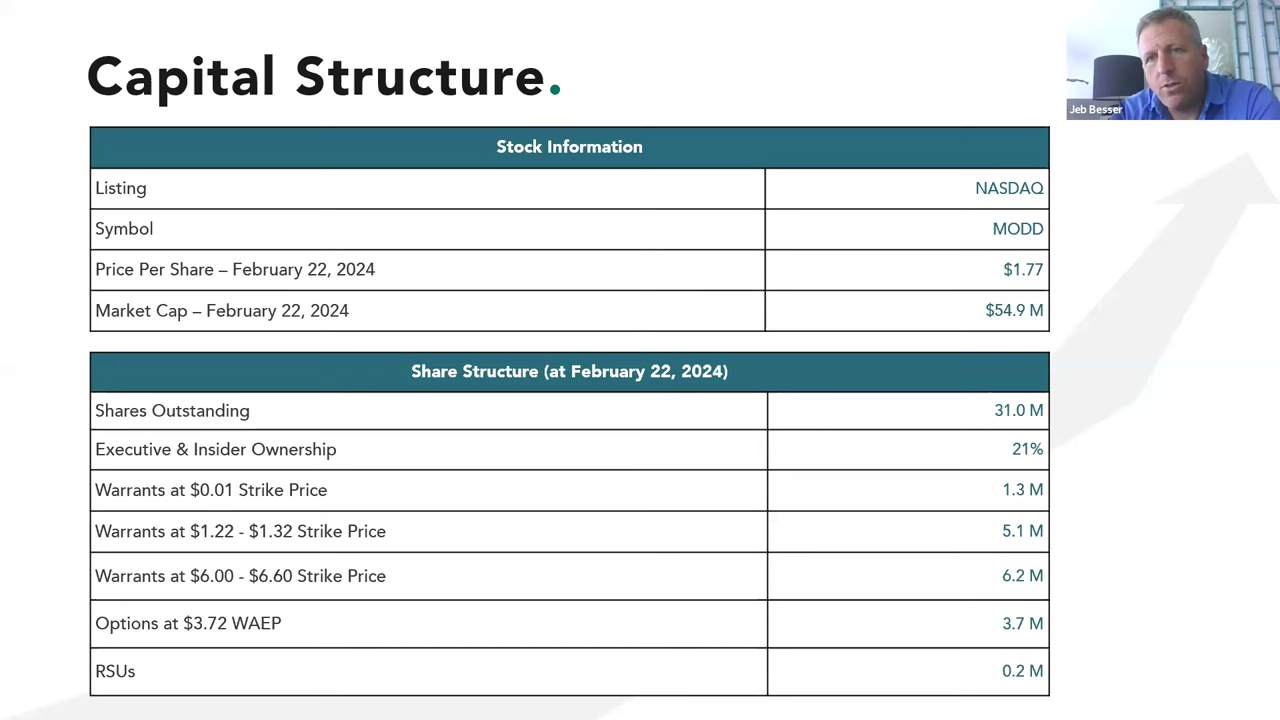 Capital Structure.
Jeb Besser
Stock Information
Listing NASDAQ
Symbol MODD
Price Per Share – February 22, 2024 $1.77
Market Cap – February 22, 2024 $54.9 M
Share Structure (at February 22, 2024)
Shares Outstanding 31.0 M
Executive & Insider Ownership 21%
Warrants at $0.01 Strike Price 1.3 M
Warrants at $1.22 - $1.32 Strike Price 5.1 M
Warrants at $6.00 - $6.60 Strike Price 6.2 M
Options at $3.72 WAEP 3.7 M
RSUs 0.2 M